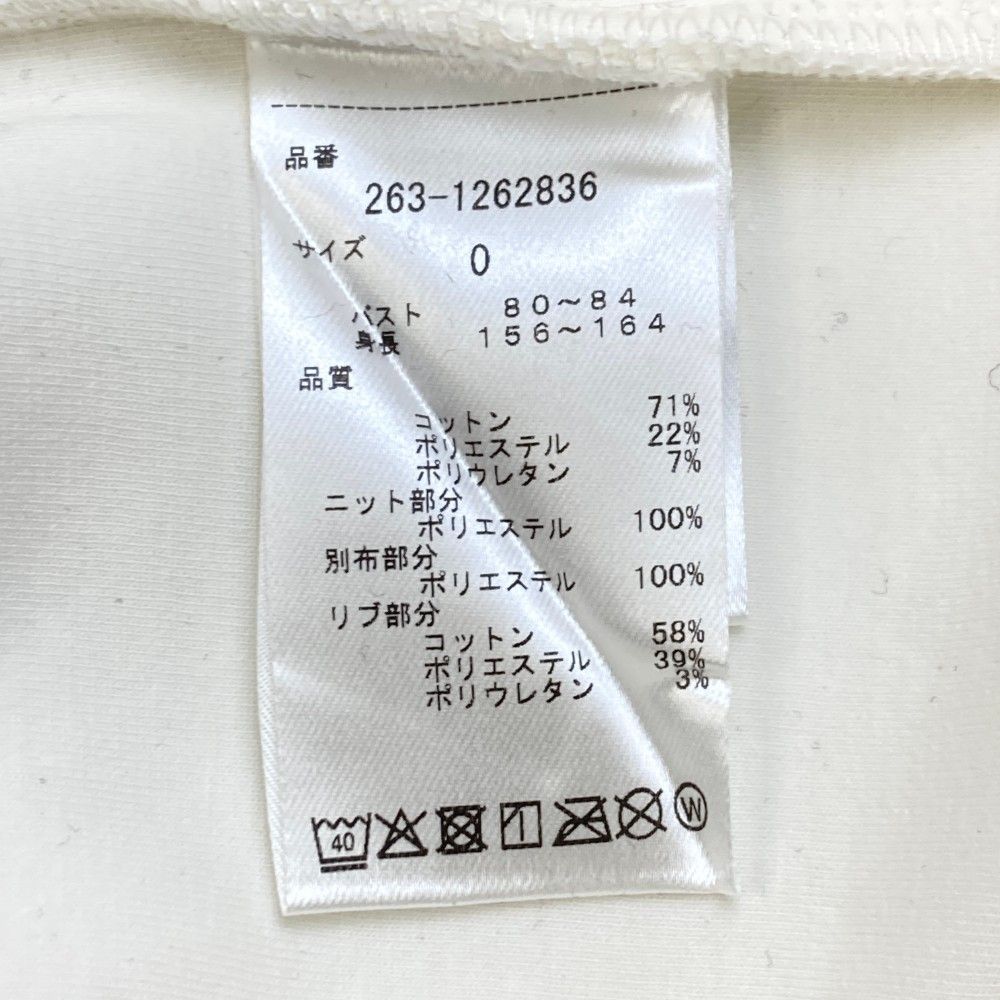 品番
263-1262836
サイズ 0
バスト 80～84
身長 156～164
品質
コットン 71%
ポリエステル 22%
ポリウレタン 7%
ニット部分
ポリエステル 100%
別布部分
ポリエステル 100%
リブ部分
コットン 58%
ポリエステル 39%
ポリウレタン 3%
40 W